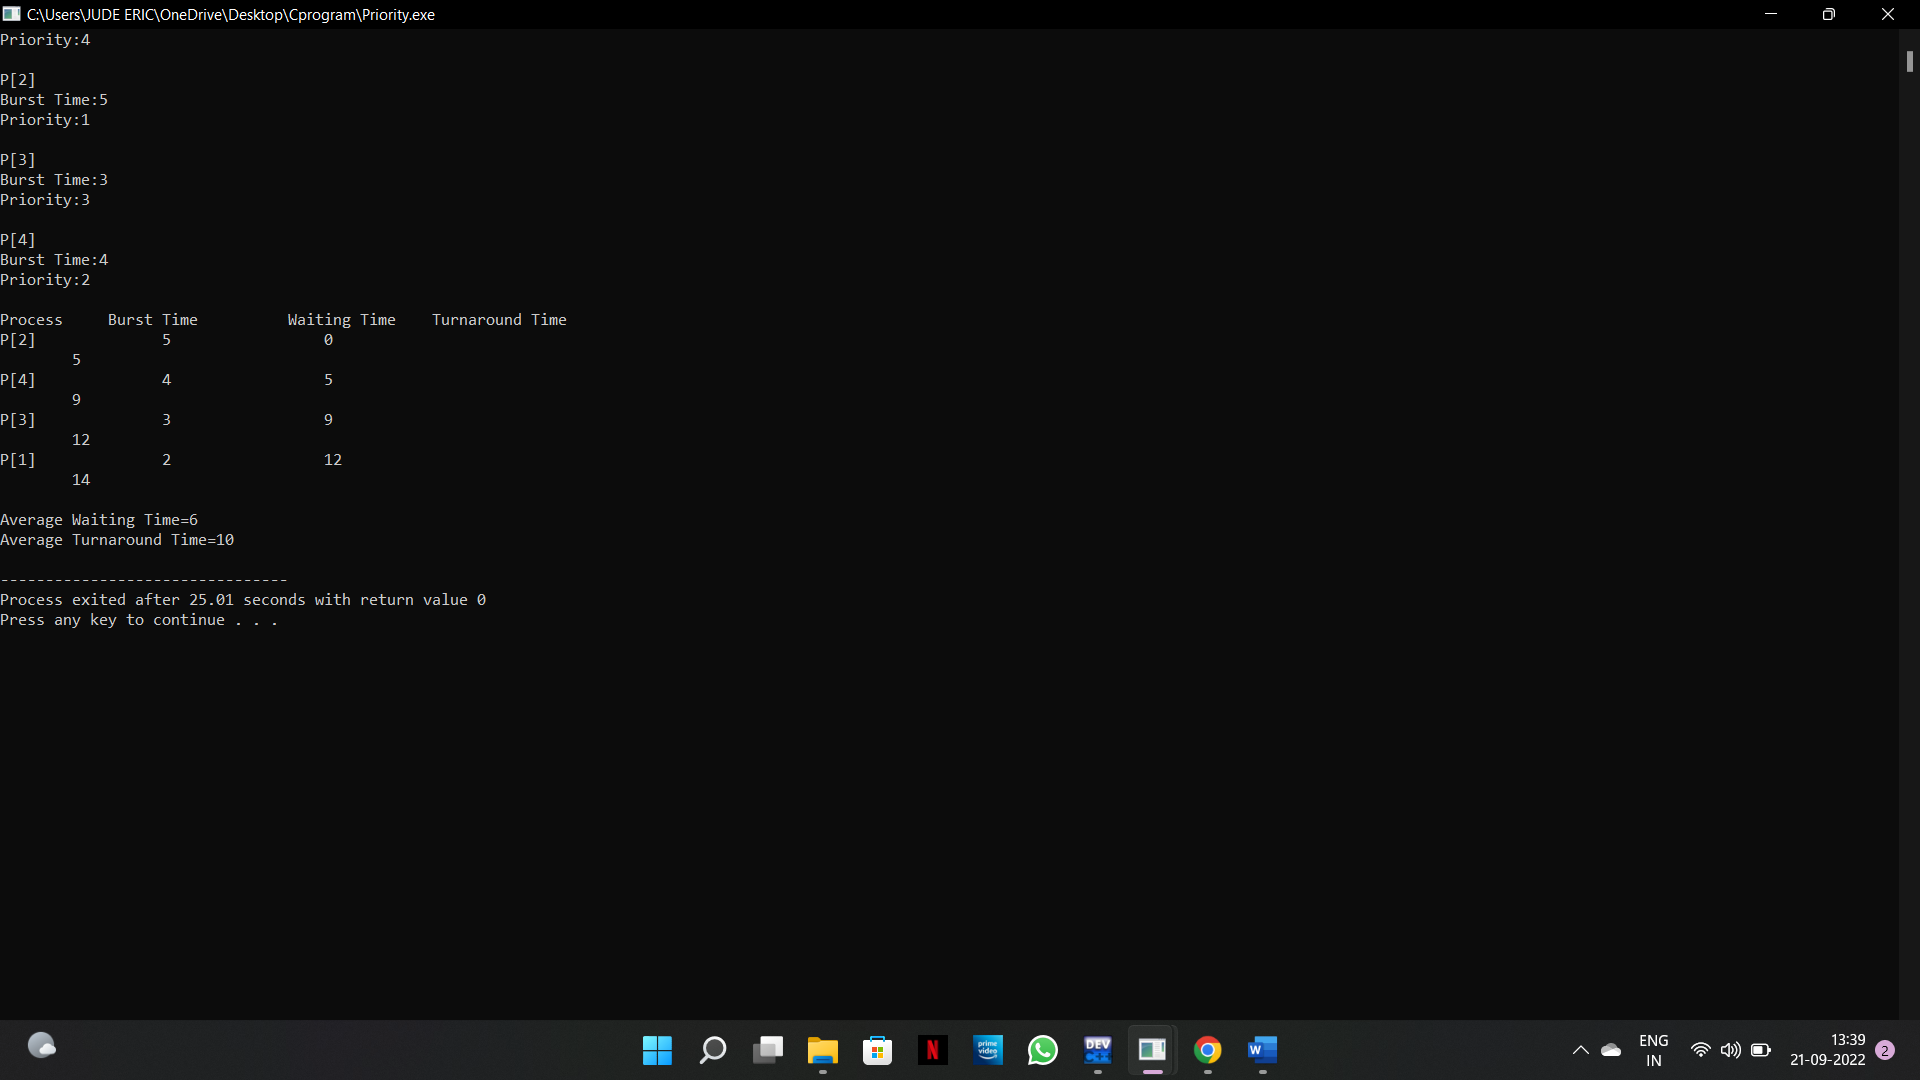 C:\Users\JUDE ERIC\OneDrive\Desktop\Cprogram\Priority.exe
Priority:4
P[2]
Burst Time:5
Priority:1
P[3]
Burst Time:3
Priority:3
P[4]
Burst Time:4
Priority:2
Process     Burst Time          Waiting Time    Turnaround Time
P[2]              5                 0
        5
P[4]              4                 5
        9
P[3]              3                 9
        12
P[1]              2                 12
        14
Average Waiting Time=6
Average Turnaround Time=10
--------------------------------
Process exited after 25.01 seconds with return value 0
Press any key to continue . . .
N
prime video
DEV C++
W
ENG
IN
13:39
21-09-2022
2